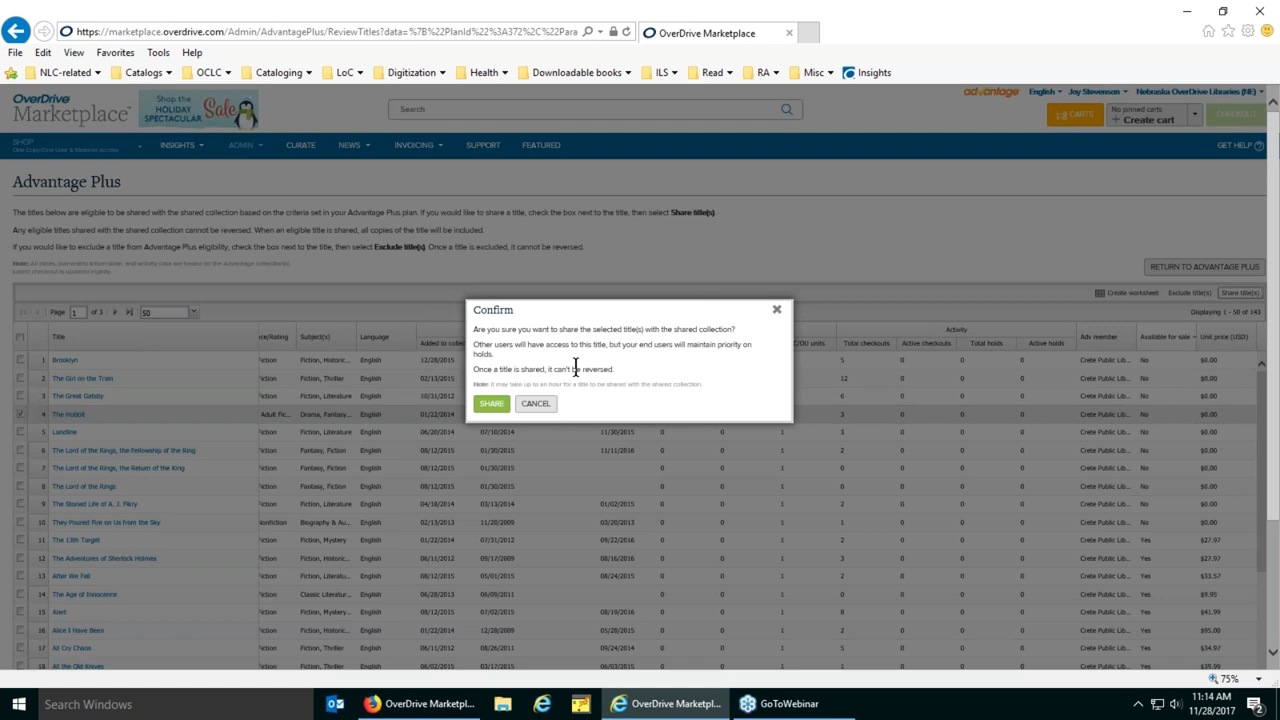 https://marketplace.overdrive.com/Admin/AdvantagePlus/ReviewTitles?data=%7B%22PlanId%22%3A372%2C%22Para
OverDrive Marketplace
File Edit View Favorites Tools Help
NLC-related Catalogs OCLC Cataloging LoC Digitization Health Downloadable books ILS Read RA Misc Insights
OverDrive Marketplace
Shop the HOLIDAY SPECTACULAR Sale
Search
advantage English Joy Stevenson Nebraska OverDrive Libraries (NE)
CARTS
No pinned carts
+ Create cart
CHECKOUT
SHOP
One Copy/One User & Metered Access
INSIGHTS ADMIN CURATE NEWS INVOICING SUPPORT FEATURED GET HELP
Advantage Plus
The titles below are eligible to be shared with the shared collection based on the criteria set in your Advantage Plus plan. If you would like to share a title, check the box next to the title, then select Share title(s).
Any eligible titles shared with the shared collection cannot be reversed. When an eligible title is shared, all copies of the title will be included.
If you would like to exclude a title from Advantage Plus eligibility, check the box next to the title, then select Exclude title(s). Once a title is excluded, it cannot be reversed.
Note: All dates, ownership information, and activity data are based on the Advantage collection(s).
Latest checkout is updated nightly.
RETURN TO ADVANTAGE PLUS
Create worksheet Exclude title(s) Share title(s)
Page 1 of 3 50 Displaying 1 - 50 of 143
Activity
Title ce/Rating Subject(s) Language Added to collec C/OU units Total checkouts Active checkouts Total holds Active holds Adv member Available for sale Unit price (USD)
Confirm
Are you sure you want to share the selected title(s) with the shared collection?
Other users will have access to this title, but your end users will maintain priority on
holds.
Once a title is shared, it can't be reversed.
Note: It may take up to an hour for a title to be shared with the shared collection.
SHARE CANCEL
1 Brooklyn Fiction Fiction, Historic... English 12/28/2015 5 0 0 0 Crete Public Lib... No $0.00
2 The Girl on the Train Fiction Fiction, Thriller English 02/13/2015 12 0 0 0 Crete Public Lib... No $0.00
3 The Great Gatsby Fiction Fiction, Literature English 10/31/2012 6 0 0 0 Crete Public Lib... No $0.00
4 The Hobbit Adult Fic... Drama, Fantasy... English 01/22/2014 3 0 0 0 Crete Public Lib... No $0.00
5 Landline Fiction Fiction, Literature English 06/20/2014 07/10/2014 11/30/2015 0 0 1 3 0 0 0 Crete Public Lib... No $0.00
6 The Lord of the Rings, the Fellowship of the Ring Fiction Fantasy, Fiction English 08/12/2015 01/30/2015 11/11/2016 0 0 1 2 0 0 0 Crete Public Lib... No $0.00
7 The Lord of the Rings, the Return of the King Fiction Fantasy, Fiction English 08/12/2015 01/30/2015 0 0 1 0 0 0 0 Crete Public Lib... No $0.00
8 The Lord of the Rings Fiction Fantasy, Fiction English 08/12/2015 01/30/2015 0 0 1 0 0 0 0 Crete Public Lib... No $0.00
9 The Storied Life of A. J. Fikry Fiction Fiction, Literature English 04/18/2014 03/13/2014 01/02/2015 0 0 1 2 0 0 0 Crete Public Lib... No $0.00
10 They Poured Fire on Us from the Sky Nonfiction Biography & Au... English 02/13/2013 11/20/2009 03/20/2013 0 0 1 1 0 0 0 Crete Public Lib... No $0.00
11 The 13th Target Fiction Fiction, Mystery English 01/22/2014 07/31/2012 09/22/2016 0 0 1 2 0 0 0 Crete Public Lib... Yes $27.97
12 The Adventures of Sherlock Holmes Fiction Fiction, Historic... English 06/11/2012 09/17/2009 08/16/2016 0 0 1 3 0 0 0 Crete Public Lib... Yes $27.97
13 After We Fall Fiction Fiction, Literatu... English 08/12/2015 05/01/2015 08/24/2015 0 0 1 2 0 0 0 Crete Public Lib... Yes $33.57
14 The Age of Innocence Fiction Classic Literatur... English 06/28/2013 06/09/2011 0 0 1 0 0 0 0 Crete Public Lib... Yes $9.95
15 Alert Fiction Fiction, Mystery... English 08/12/2015 07/02/2015 08/19/2016 0 0 1 8 0 0 0 Crete Public Lib... Yes $41.99
16 Alice I Have Been Fiction Fiction, Historic... English 01/22/2014 12/28/2009 05/28/2015 0 0 1 2 0 0 0 Crete Public Lib... Yes $95.00
17 All Cry Chaos Fiction Fiction, Thriller English 06/11/2012 08/26/2011 09/24/2014 0 0 1 5 0 0 0 Crete Public Lib... Yes $34.97
18 All the Old Knives Fiction Fiction, Thriller English 06/02/2015 03/17/2015 06/03/2015 0 0 1 1 0 0 0 Crete Public Lib... Yes $39.99
75%
Search Windows
OverDrive Marketpl...
OverDrive Marketpl...
GoToWebinar
11:14 AM
11/28/2017
2